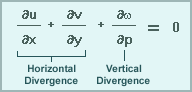 ∂u/∂x + ∂v/∂y + ∂ω/∂p = 0
Horizontal Divergence
Vertical Divergence